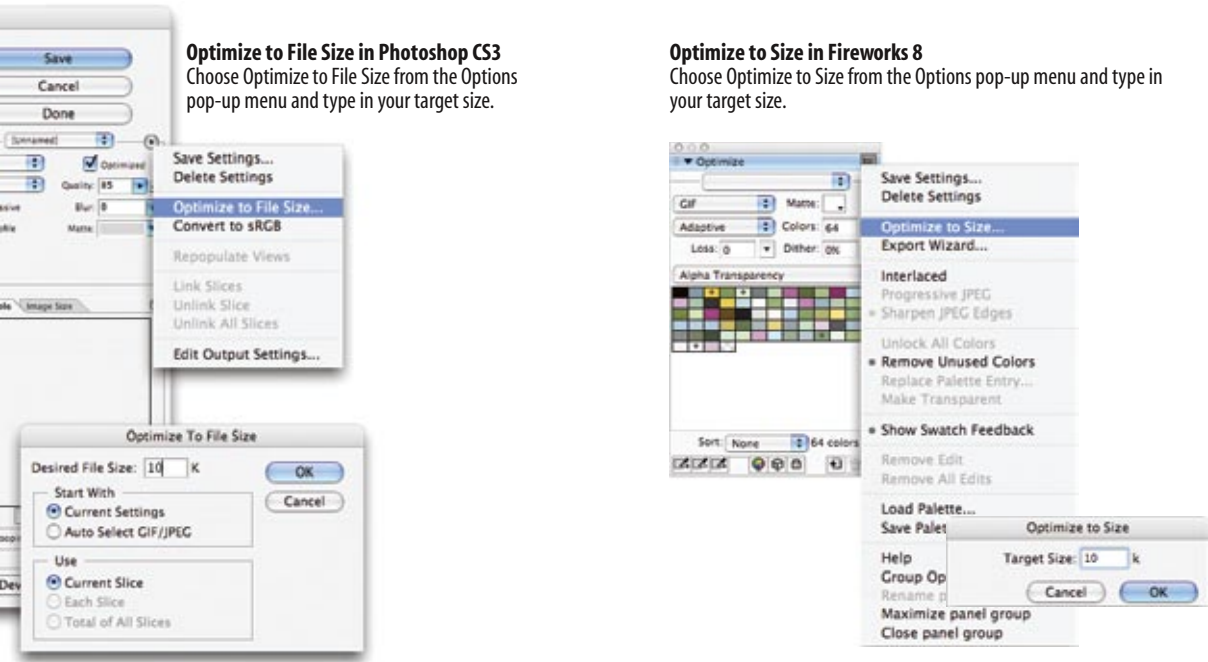 Optimize to File Size in Photoshop CS3
Choose Optimize to File Size from the Options
pop-up menu and type in your target size.
Save
Cancel
Done
[Unnamed]
Optimized
Quality: 85
Blur: 0
Matte:
Image Size
Save Settings...
Delete Settings
Optimize to File Size...
Convert to sRGB
Repopulate Views
Link Slices
Unlink Slice
Unlink All Slices
Edit Output Settings...
Optimize To File Size
Desired File Size: 10 K
OK
Cancel
Start With
Current Settings
Auto Select GIF/JPEG
Use
Current Slice
Each Slice
Total of All Slices
Optimize to Size in Fireworks 8
Choose Optimize to Size from the Options pop-up menu and type in
your target size.
Optimize
GIF
Matte:
Adaptive
Colors: 64
Loss: 0
Dither: 0%
Alpha Transparency
Sort: None
64 colors
Save Settings...
Delete Settings
Optimize to Size...
Export Wizard...
Interlaced
Progressive JPEG
Sharpen JPEG Edges
Unlock All Colors
Remove Unused Colors
Replace Palette Entry...
Make Transparent
Show Swatch Feedback
Remove Edit
Remove All Edits
Load Palette...
Save Palet
Help
Group Op
Rename p
Maximize panel group
Close panel group
Optimize to Size
Target Size: 10 k
Cancel
OK